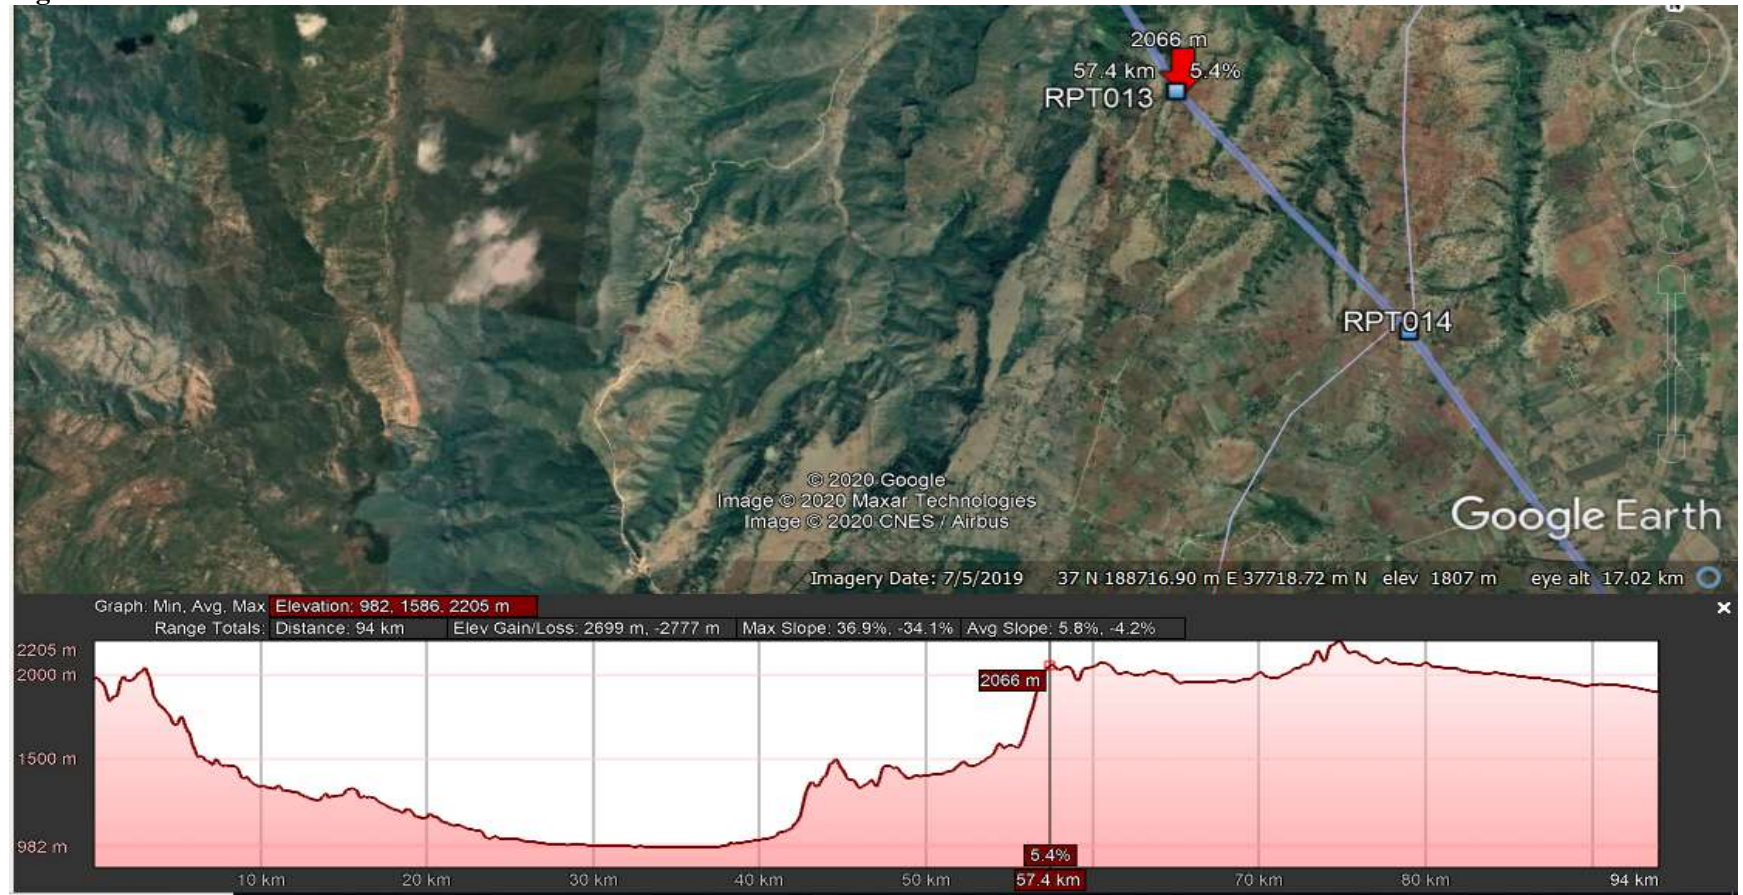 2066 m
57.4 km 5.4%
RPT013
RPT014
© 2020 Google
Image © 2020 Maxar Technologies
Image © 2020 CNES / Airbus
Google Earth
Imagery Date: 7/5/2019 37 N 188716.90 m E 37718.72 m N elev 1807 m eye alt 17.02 km
Graph: Min, Avg, Max Elevation: 982, 1586, 2205 m
Range Totals: Distance: 94 km Elev Gain/Loss: 2699 m, -2777 m Max Slope: 36.9%, -34.1% Avg Slope: 5.8%, -4.2%
2205 m
2000 m
2066 m
1500 m
982 m
5.4%
10 km 20 km 30 km 40 km 50 km 57.4 km 70 km 80 km 94 km